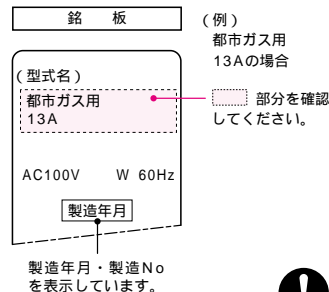 銘　板
（例）
都市ガス用
13Aの場合
（型式名）
都市ガス用
13A
部分を確認
してください。
AC100V　W 60Hz
製造年月
製造年月・製造No
を表示しています。